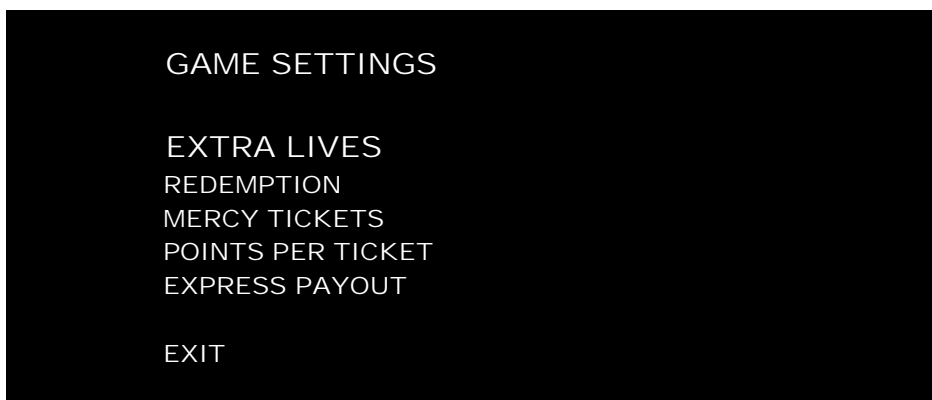 GAME SETTINGS
EXTRA LIVES
REDEMPTION
MERCY TICKETS
POINTS PER TICKET
EXPRESS PAYOUT
EXIT